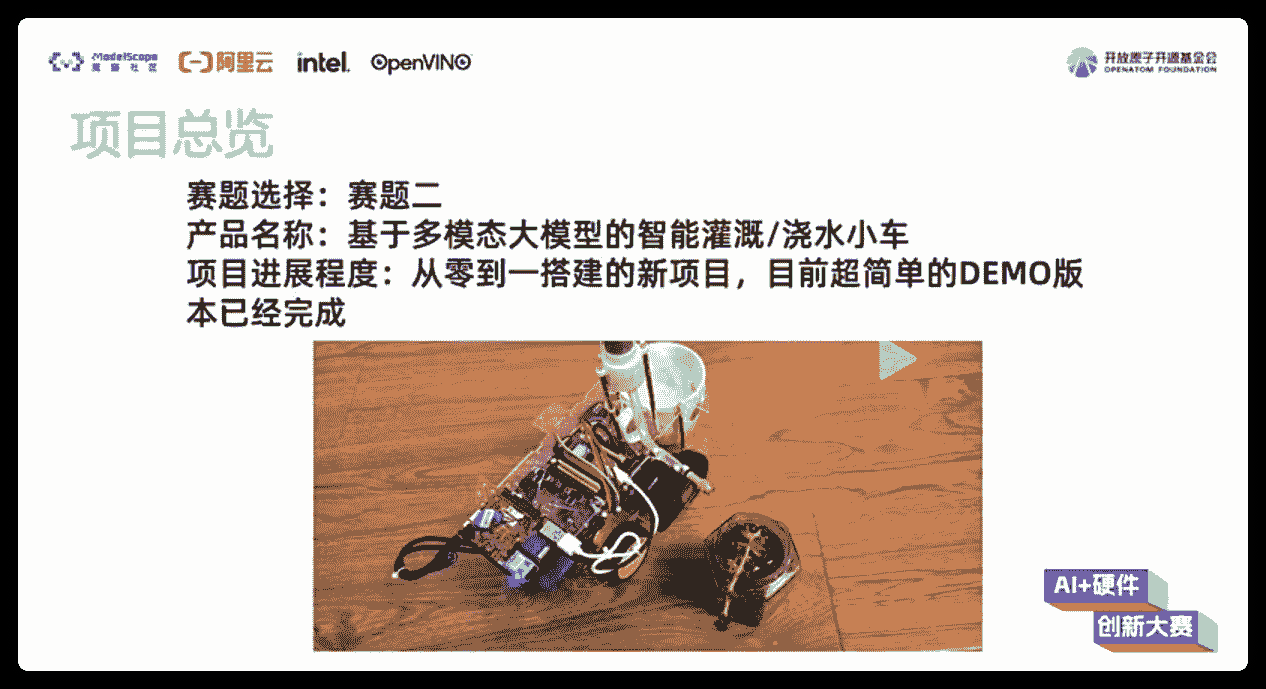 ModelScope
魔搭社区
阿里云
intel.
OpenVINO
开放原子开源基金会
OPENATOM FOUNDATION
项目总览
赛题选择：赛题二
产品名称：基于多模态大模型的智能灌溉/浇水小车
项目进展程度：从零到一搭建的新项目，目前超简单的DEMO版
本已经完成
AI+硬件
创新大赛